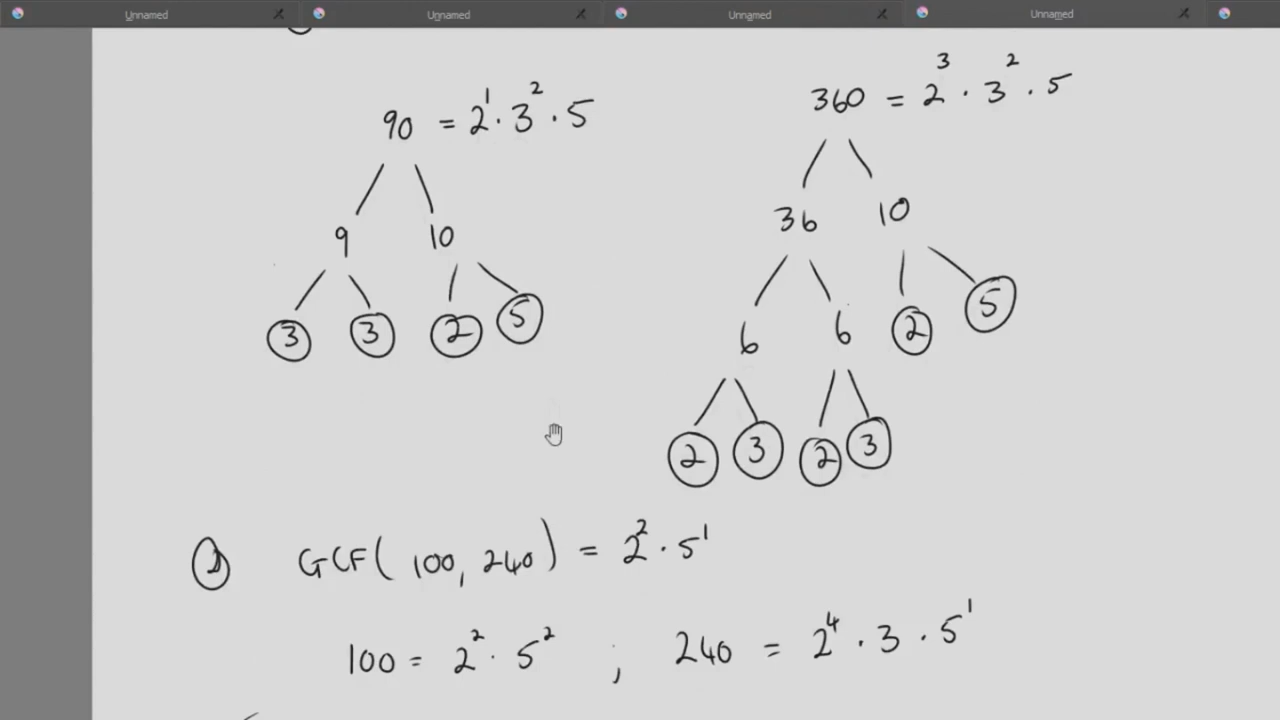 Unnamed Unnamed Unnamed Unnamed
90 = 2¹ · 3² · 5
360 = 2³ · 3² · 5
9 10
36 10
3 3 2 5
6 6 2 5
2 3 2 3
② GCF( 100, 240 ) = 2² · 5¹
100 = 2² · 5² ; 240 = 2⁴ · 3 · 5¹